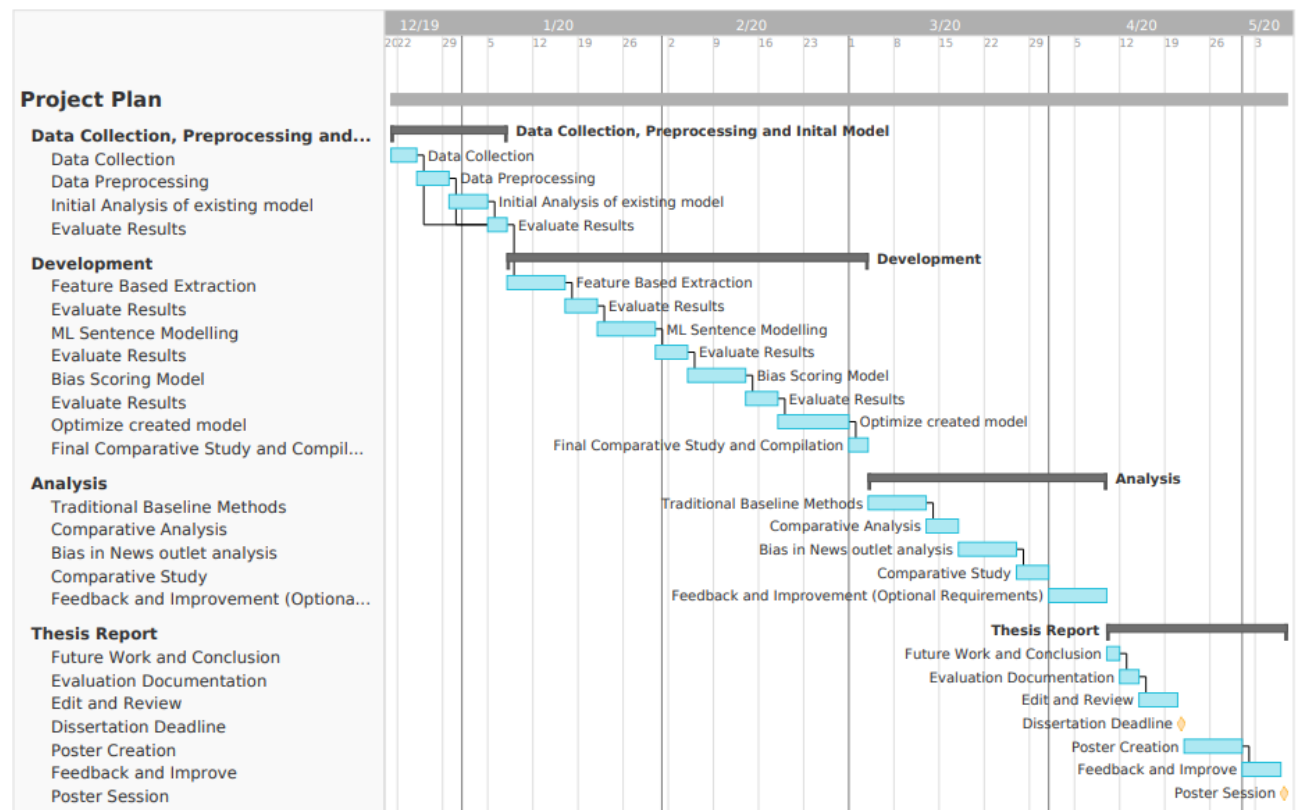 12/19 1/20 2/20 3/20 4/20 5/20
20 22 29 5 12 19 26 2 9 16 23 1 8 15 22 29 5 12 19 26 3
Project Plan
Data Collection, Preprocessing and... Data Collection, Preprocessing and Inital Model
Data Collection Data Collection
Data Preprocessing Data Preprocessing
Initial Analysis of existing model Initial Analysis of existing model
Evaluate Results Evaluate Results
Development Development
Feature Based Extraction Feature Based Extraction
Evaluate Results Evaluate Results
ML Sentence Modelling ML Sentence Modelling
Evaluate Results Evaluate Results
Bias Scoring Model Bias Scoring Model
Evaluate Results Evaluate Results
Optimize created model Optimize created model
Final Comparative Study and Compil... Final Comparative Study and Compilation
Analysis Analysis
Traditional Baseline Methods Traditional Baseline Methods
Comparative Analysis Comparative Analysis
Bias in News outlet analysis Bias in News outlet analysis
Comparative Study Comparative Study
Feedback and Improvement (Optiona... Feedback and Improvement (Optional Requirements)
Thesis Report Thesis Report
Future Work and Conclusion Future Work and Conclusion
Evaluation Documentation Evaluation Documentation
Edit and Review Edit and Review
Dissertation Deadline Dissertation Deadline
Poster Creation Poster Creation
Feedback and Improve Feedback and Improve
Poster Session Poster Session